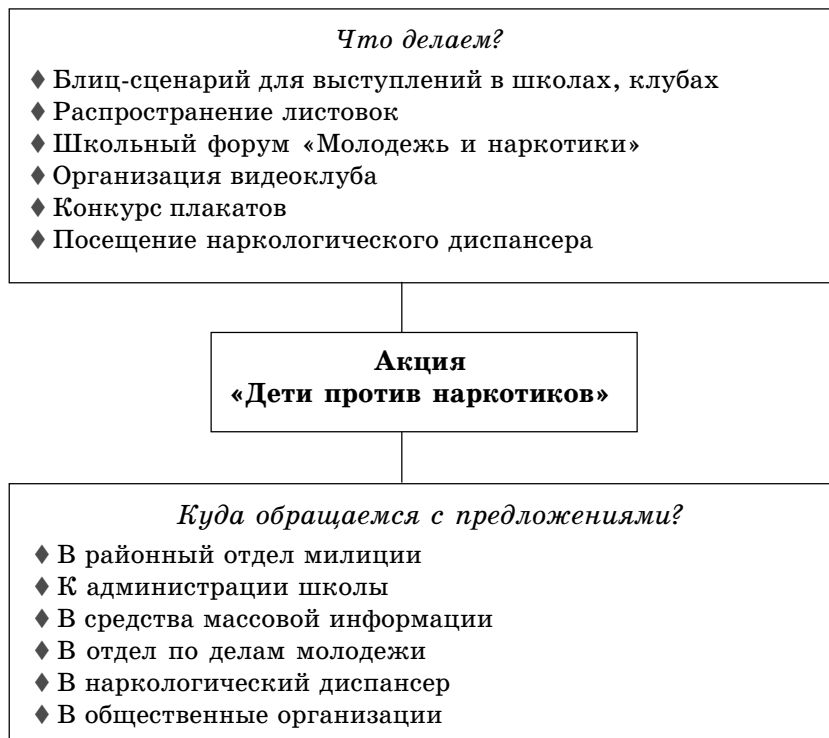 Что делаем?
♦ Блиц-сценарий для выступлений в школах, клубах
♦ Распространение листовок
♦ Школьный форум «Молодежь и наркотики»
♦ Организация видеоклуба
♦ Конкурс плакатов
♦ Посещение наркологического диспансера
Акция
«Дети против наркотиков»
Куда обращаемся с предложениями?
♦ В районный отдел милиции
♦ К администрации школы
♦ В средства массовой информации
♦ В отдел по делам молодежи
♦ В наркологический диспансер
♦ В общественные организации